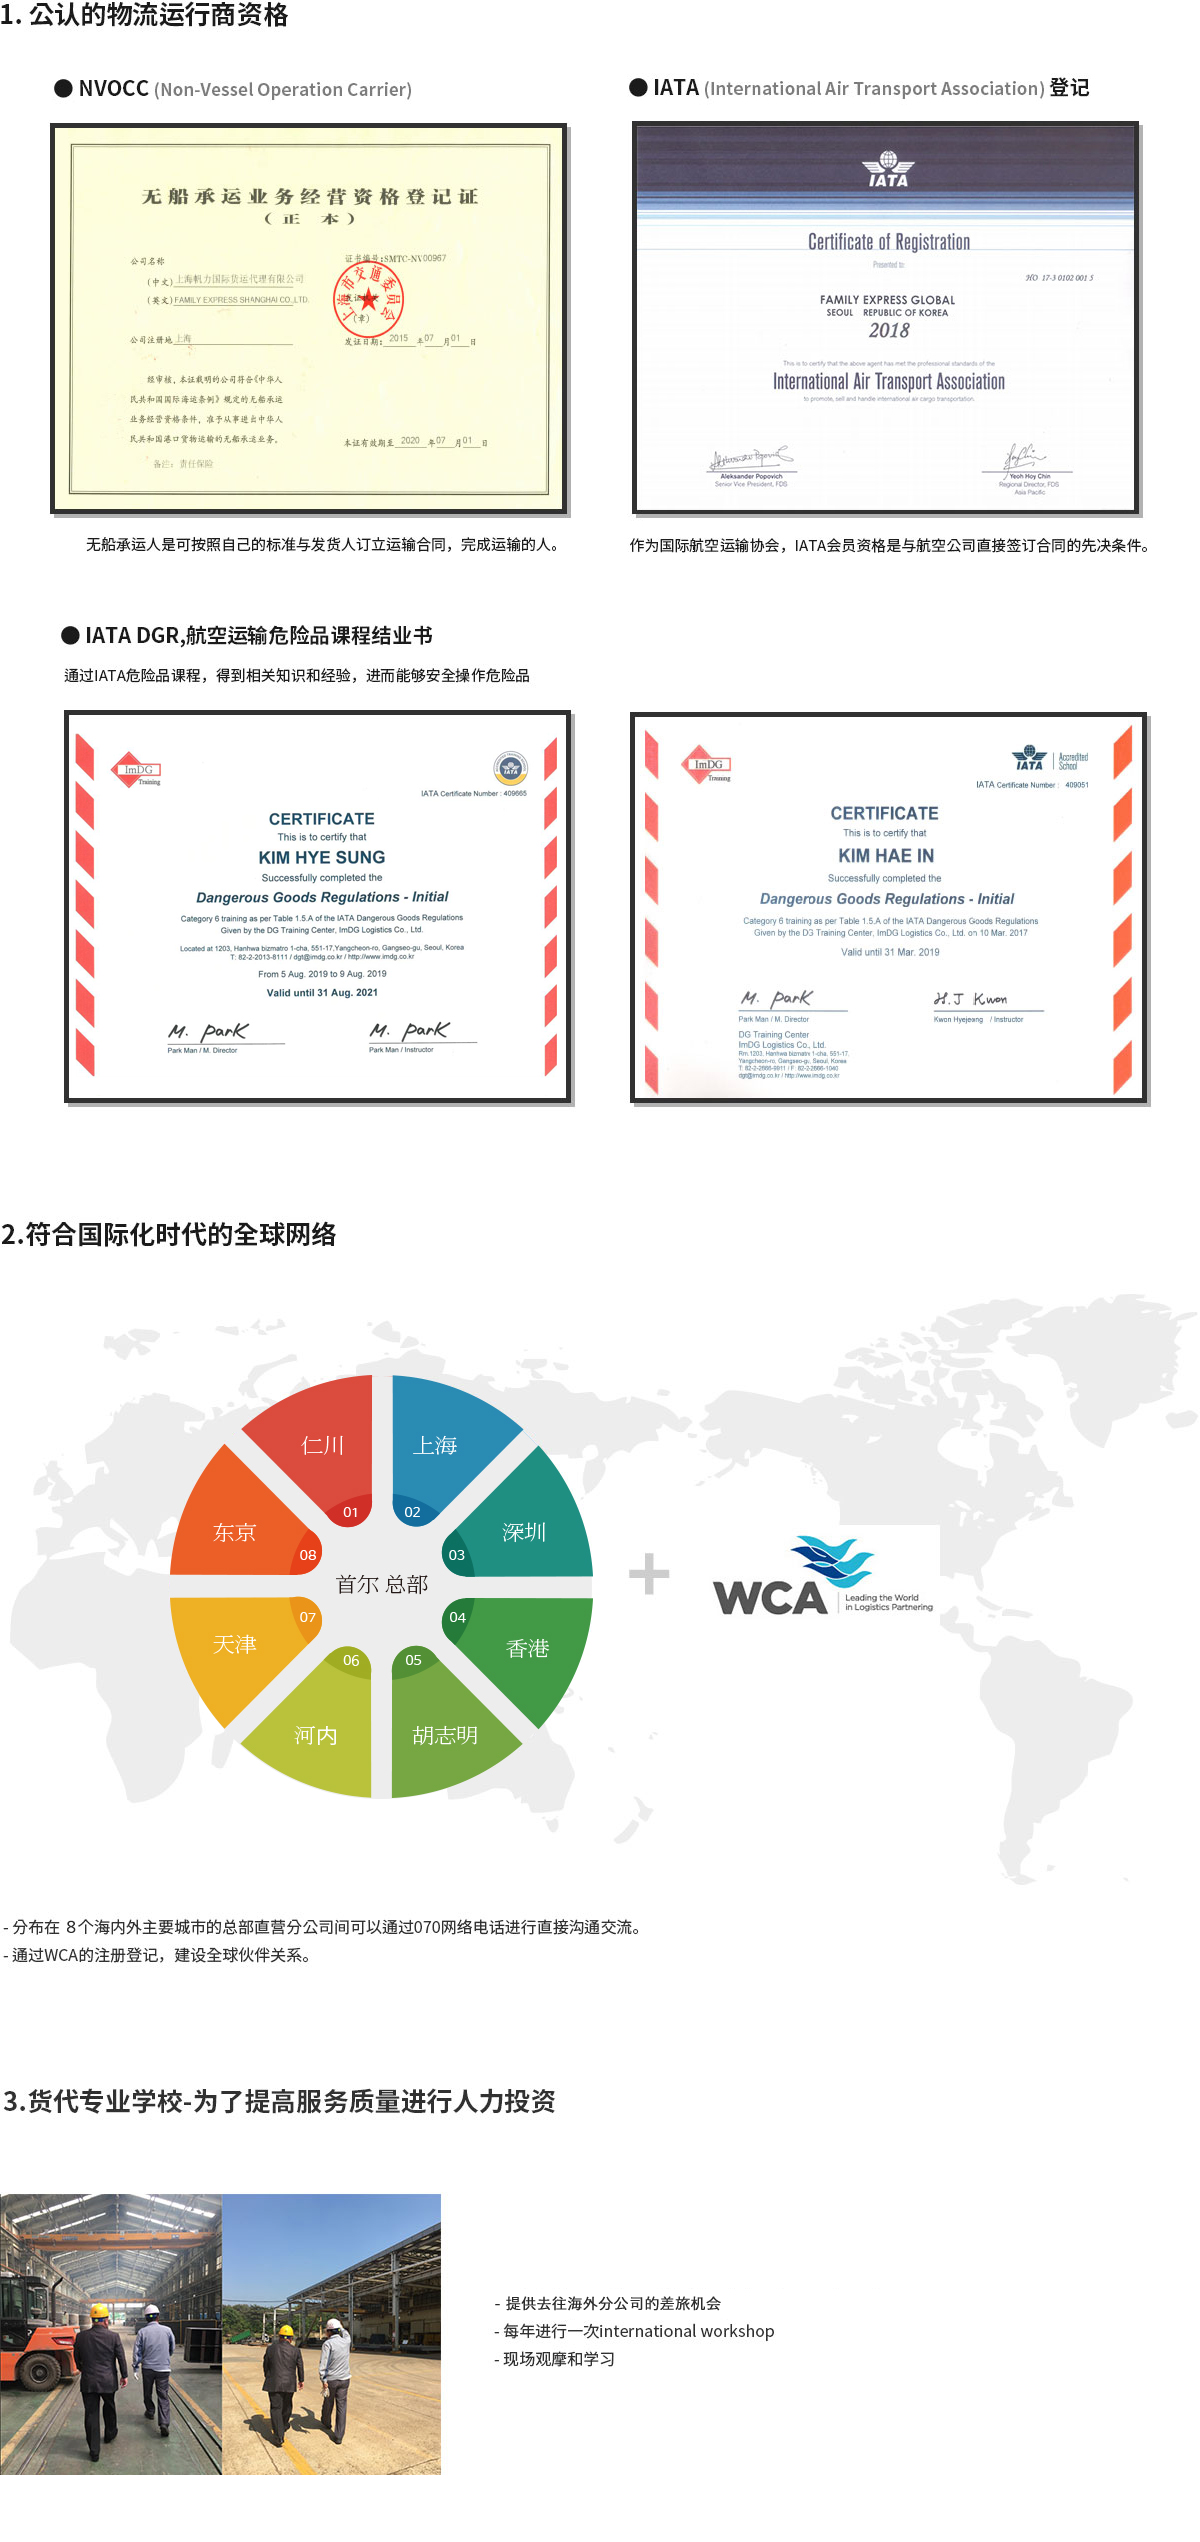 1. 公认的物流运行商资格
● NVOCC (Non-Vessel Operation Carrier)
● IATA (International Air Transport Association) 登记
无船承运业务经营资格登记证
（正 本）
公司名称
(中文) 上海帆力国际货运代理有限公司
(英文) FAMILY EXPRESS SHANGHAI CO.,LTD.
公司注册地 上海
证书编号:SMTC-NV00967
上海市交通委员会
发证机关
（章）
发证日期: 2015 年07 月01 日
经审核，本证载明的公司符合《中华人
民共和国国际海运条例》规定的无船承运
业务经营资格条件，准予从事进出中华人
民共和国港口货物运输的无船承运业务。
备注：责任保险
本证有效期至 2020 年07 月01 日
IATA
Certificate of Registration
Presented to:
NO 17-3 0102 001 5
FAMILY EXPRESS GLOBAL
SEOUL REPUBLIC OF KOREA
2018
This is to certify that the above agent has met the professional standards of the
International Air Transport Association
to promote, sell and handle international air cargo transportation.
Aleksander Popovich
Senior Vice President, FDS
Yeoh Hoy Chin
Regional Director, FDS
Asia Pacific
无船承运人是可按照自己的标准与发货人订立运输合同，完成运输的人。
作为国际航空运输协会，IATA会员资格是与航空公司直接签订合同的先决条件。
● IATA DGR,航空运输危险品课程结业书
通过IATA危险品课程，得到相关知识和经验，进而能够安全操作危险品
ImDG
Training
IATA
IATA Certificate Number : 409665
CERTIFICATE
This is to certify that
KIM HYE SUNG
Successfully completed the
Dangerous Goods Regulations - Initial
Category 6 training as per Table 1.5.A of the IATA Dangerous Goods Regulations
Given by the DG Training Center, ImDG Logistics Co., Ltd.
Located at 1203, Hanhwa bizmatro 1-cha, 551-17,Yangcheon-ro, Gangseo-gu, Seoul, Korea
T: 82-2-2013-8111 / dgt@imdg.co.kr / http://www.imdg.co.kr
From 5 Aug. 2019 to 9 Aug. 2019
Valid until 31 Aug. 2021
M. Park
M. Park
Park Man / M. Director
Park Man / Instructor
ImDG
Training
IATA
Accredited
School
IATA Certificate Number : 409051
CERTIFICATE
This is to certify that
KIM HAE IN
Successfully completed the
Dangerous Goods Regulations - Initial
Category 6 training as per Table 1.5.A of the IATA Dangerous Goods Regulations
Given by the DG Training Center, ImDG Logistics Co., Ltd. on 10 Mar. 2017
Valid until 31 Mar. 2019
M. Park
H.J Kwon
Park Man / M. Director
Kwon Hyejeong / Instructor
DG Training Center
ImDG Logistics Co., Ltd.
Rm.1203, Hanhwa bizmatro 1-cha, 551-17,
Yangcheon-ro, Gangseo-gu, Seoul, Korea
T: 82-2-2666-9911 / F: 82-2-2666-1040
dgt@imdg.co.kr / http://www.imdg.co.kr
2.符合国际化时代的全球网络
仁川
01
上海
02
深圳
03
香港
04
胡志明
05
河内
06
天津
07
东京
08
首尔 总部
+
WCA
Leading the World
in Logistics Partnering
- 分布在 8个海内外主要城市的总部直营分公司间可以通过070网络电话进行直接沟通交流。
- 通过WCA的注册登记，建设全球伙伴关系。
3.货代专业学校-为了提高服务质量进行人力投资
- 提供去往海外分公司的差旅机会
- 每年进行一次international workshop
- 现场观摩和学习